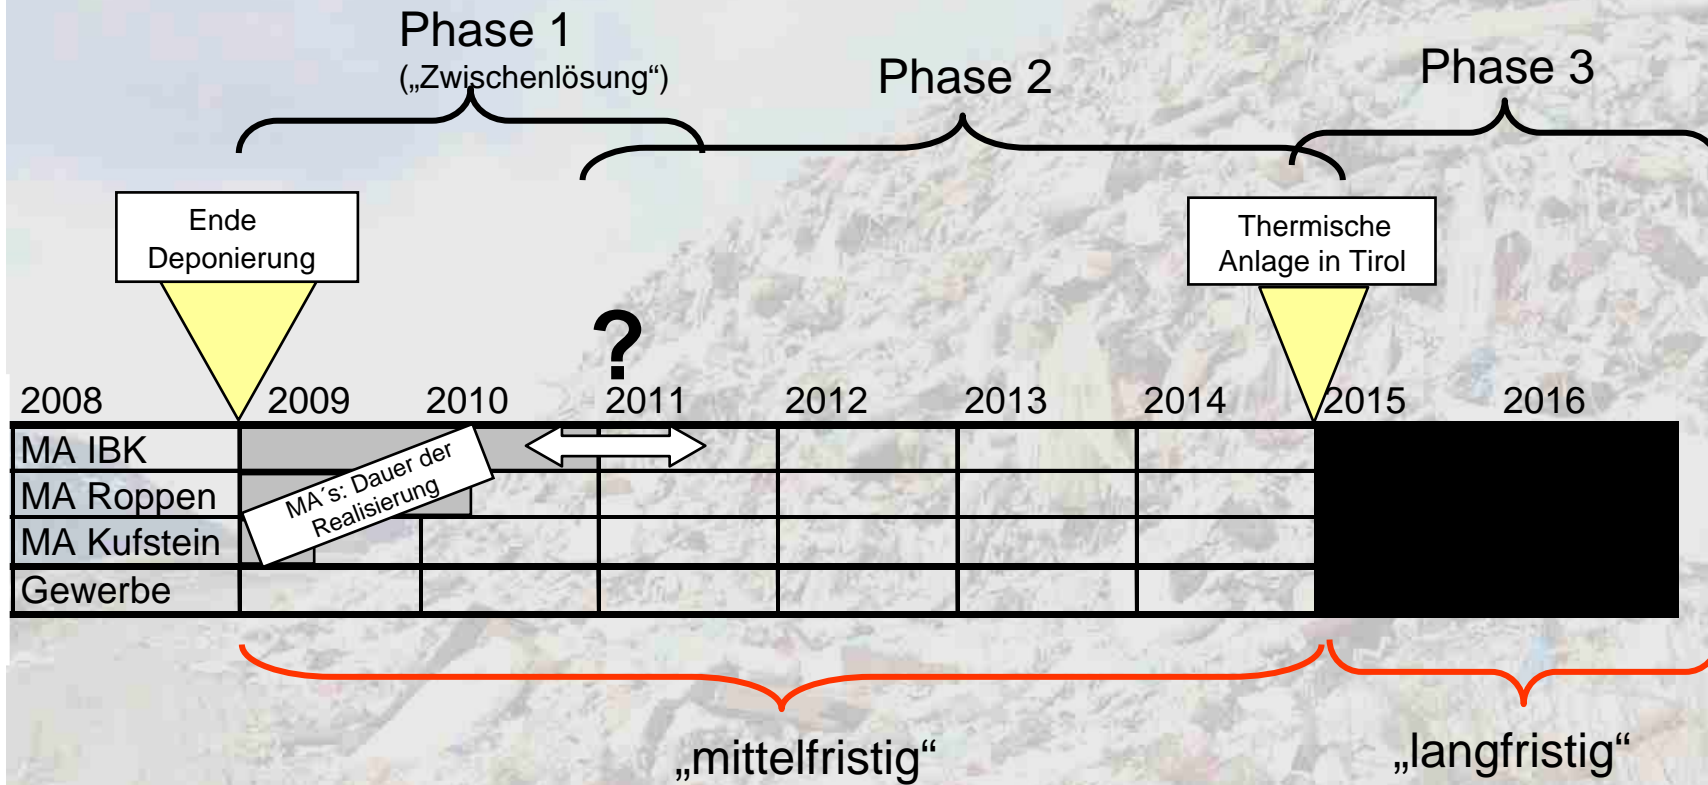 Phase 1
(„Zwischenlösung“)
Phase 2
Phase 3
Ende
Deponierung
Thermische
Anlage in Tirol
?
2008 2009 2010 2011 2012 2013 2014 2015 2016
MA IBK
MA Roppen
MA Kufstein
Gewerbe
MA´s: Dauer der
Realisierung
„mittelfristig“
„langfristig“